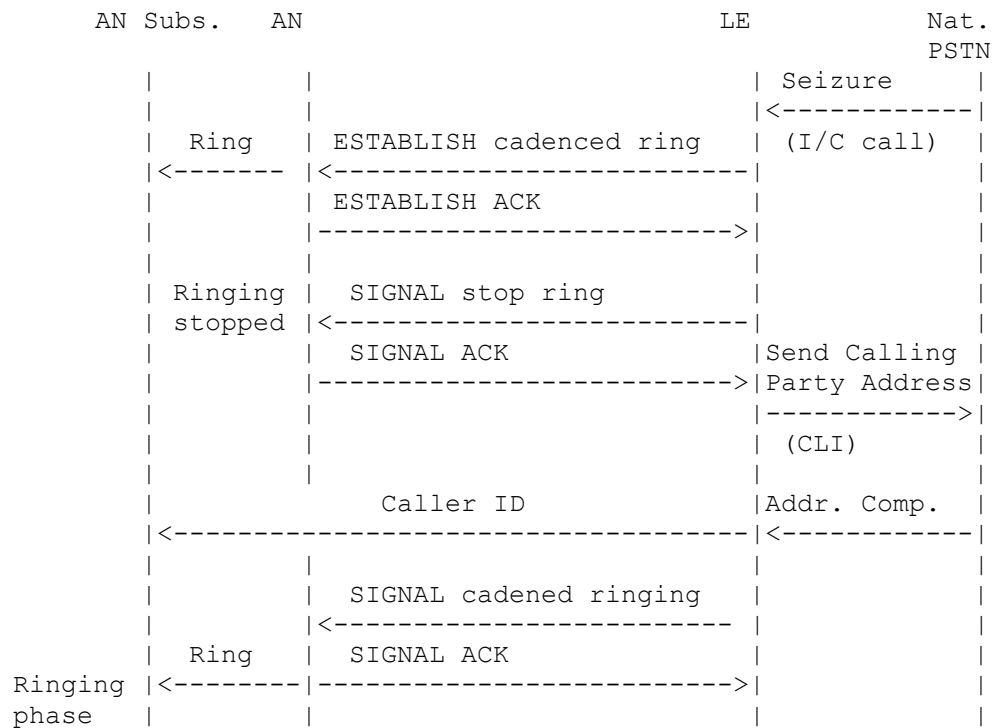 AN Subs. AN LE Nat.
PSTN
Seizure
Ring ESTABLISH cadenced ring (I/C call)
ESTABLISH ACK
Ringing SIGNAL stop ring
stopped
SIGNAL ACK Send Calling
Party Address
(CLI)
Caller ID Addr. Comp.
SIGNAL cadened ringing
Ring SIGNAL ACK
Ringing
phase